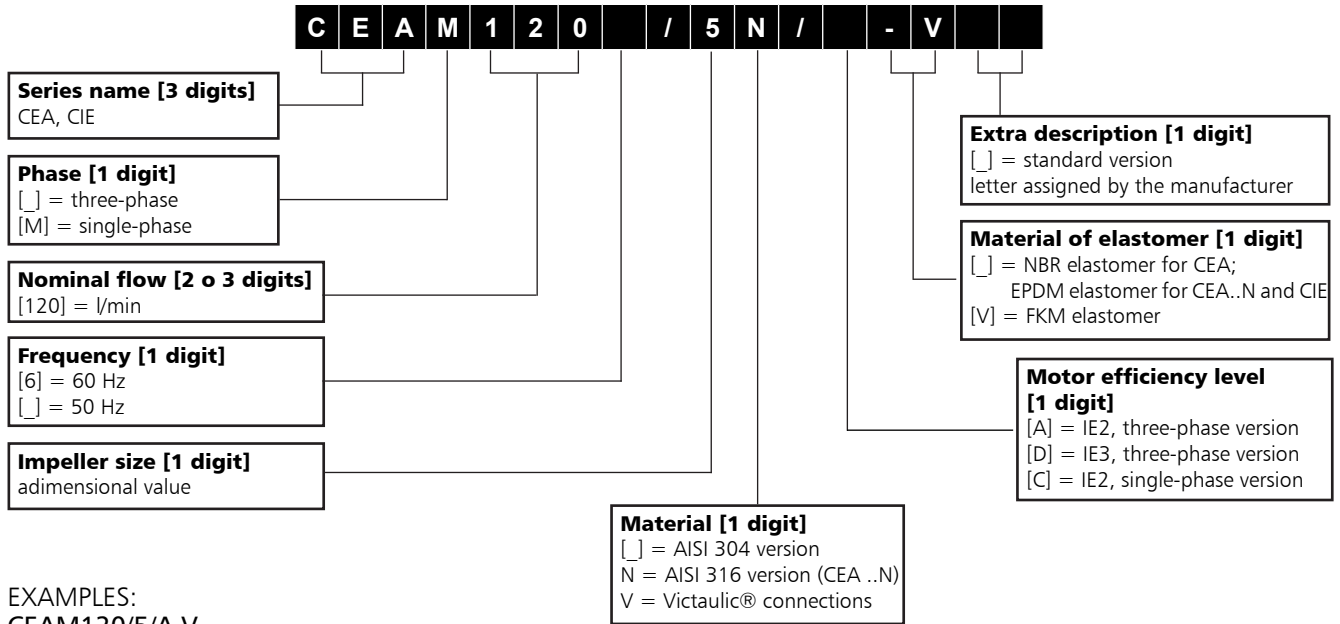 C E A M 1 2 0 / 5 N / - V
Series name [3 digits]
CEA, CIE
Phase [1 digit]
[_] = three-phase
[M] = single-phase
Nominal flow [2 o 3 digits]
[120] = l/min
Frequency [1 digit]
[6] = 60 Hz
[_] = 50 Hz
Impeller size [1 digit]
adimensional value
Extra description [1 digit]
[_] = standard version
letter assigned by the manufacturer
Material of elastomer [1 digit]
[_] = NBR elastomer for CEA;
EPDM elastomer for CEA..N and CIE
[V] = FKM elastomer
Motor efficiency level
[1 digit]
[A] = IE2, three-phase version
[D] = IE3, three-phase version
[C] = IE2, single-phase version
Material [1 digit]
[_] = AISI 304 version
N = AISI 316 version (CEA ..N)
V = Victaulic® connections
EXAMPLES: